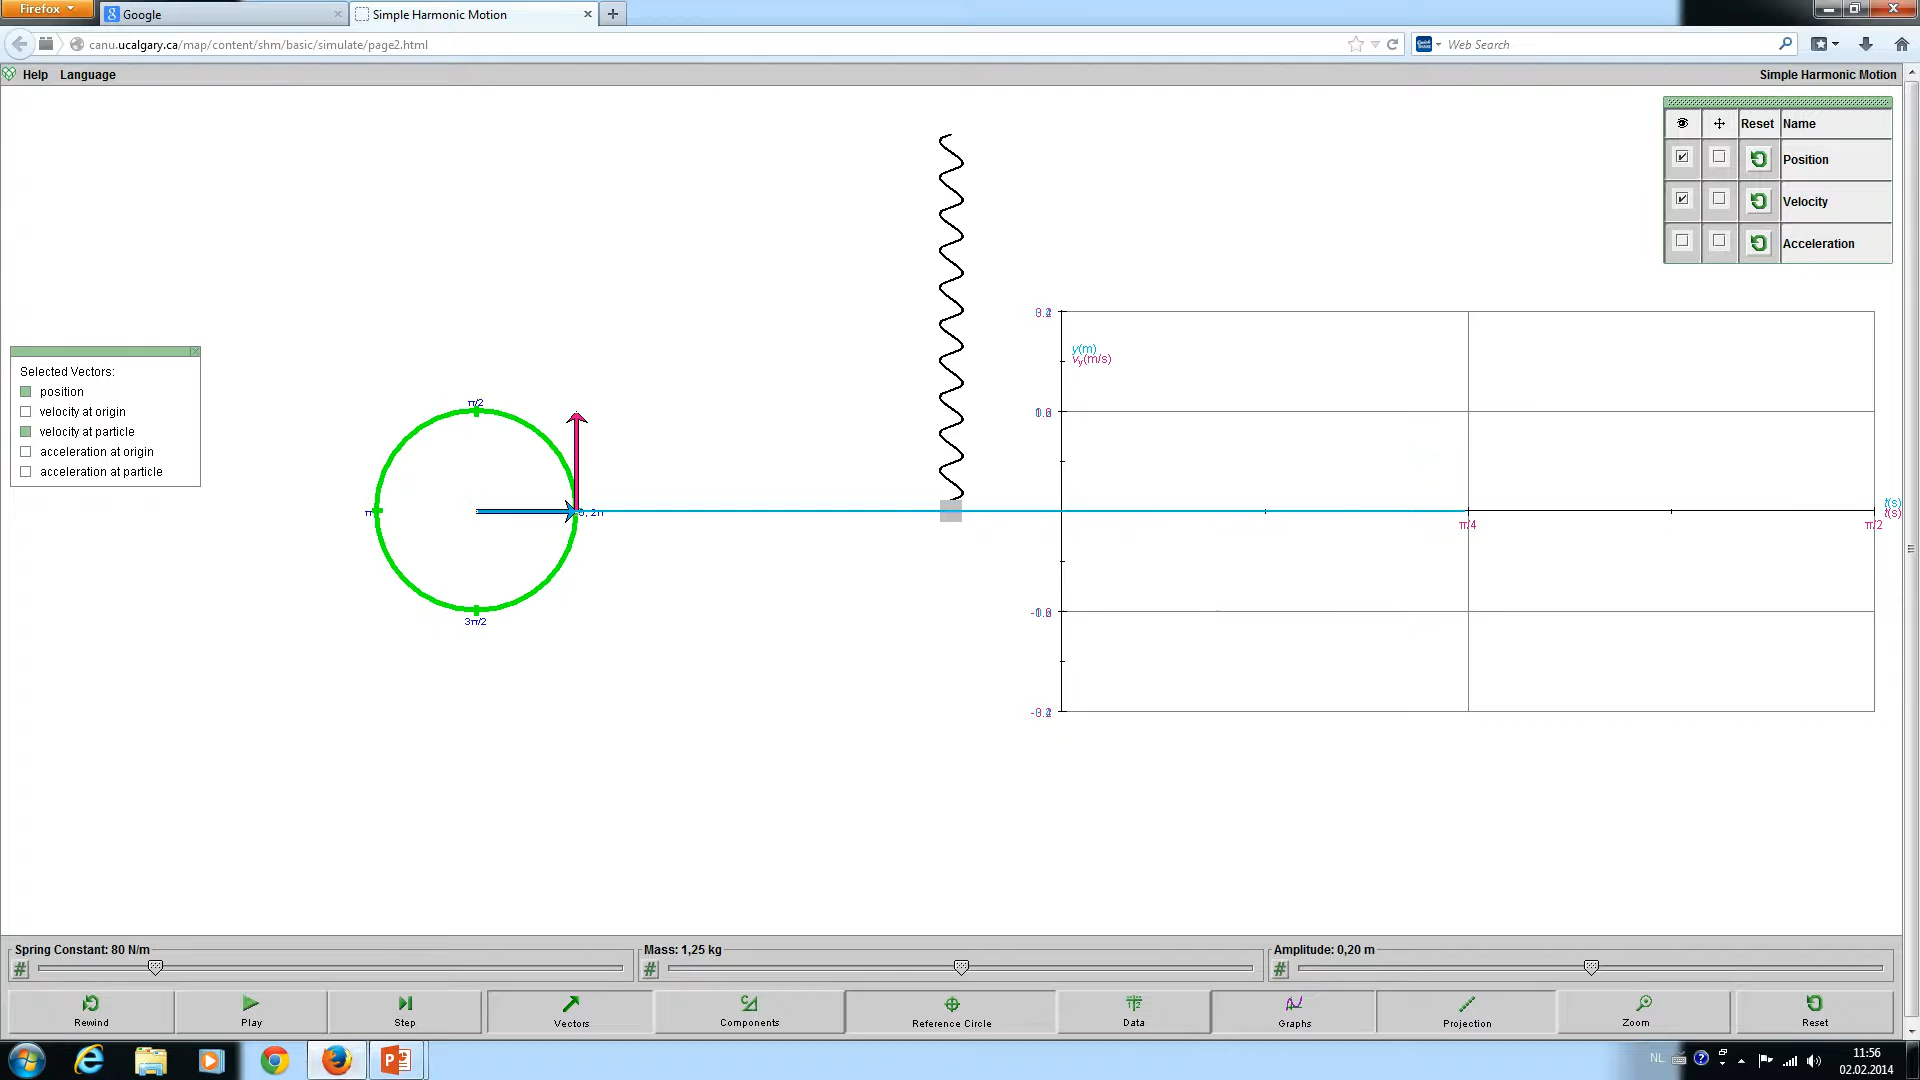 Firefox
Google
Simple Harmonic Motion
canu.ucalgary.ca/map/content/shm/basic/simulate/page2.html
Web Search
Help Language
Simple Harmonic Motion
Reset Name
Position
Velocity
Acceleration
Selected Vectors:
position
velocity at origin
velocity at particle
acceleration at origin
acceleration at particle
π/2
π
3π/2
y(m)
vy(m/s)
t(s)
t(s)
π/4
π/2
Spring Constant: 80 N/m
Mass: 1,25 kg
Amplitude: 0,20 m
Rewind
Play
Step
Vectors
Components
Reference Circle
Data
Graphs
Projection
Zoom
Reset
NL
11:56
02.02.2014